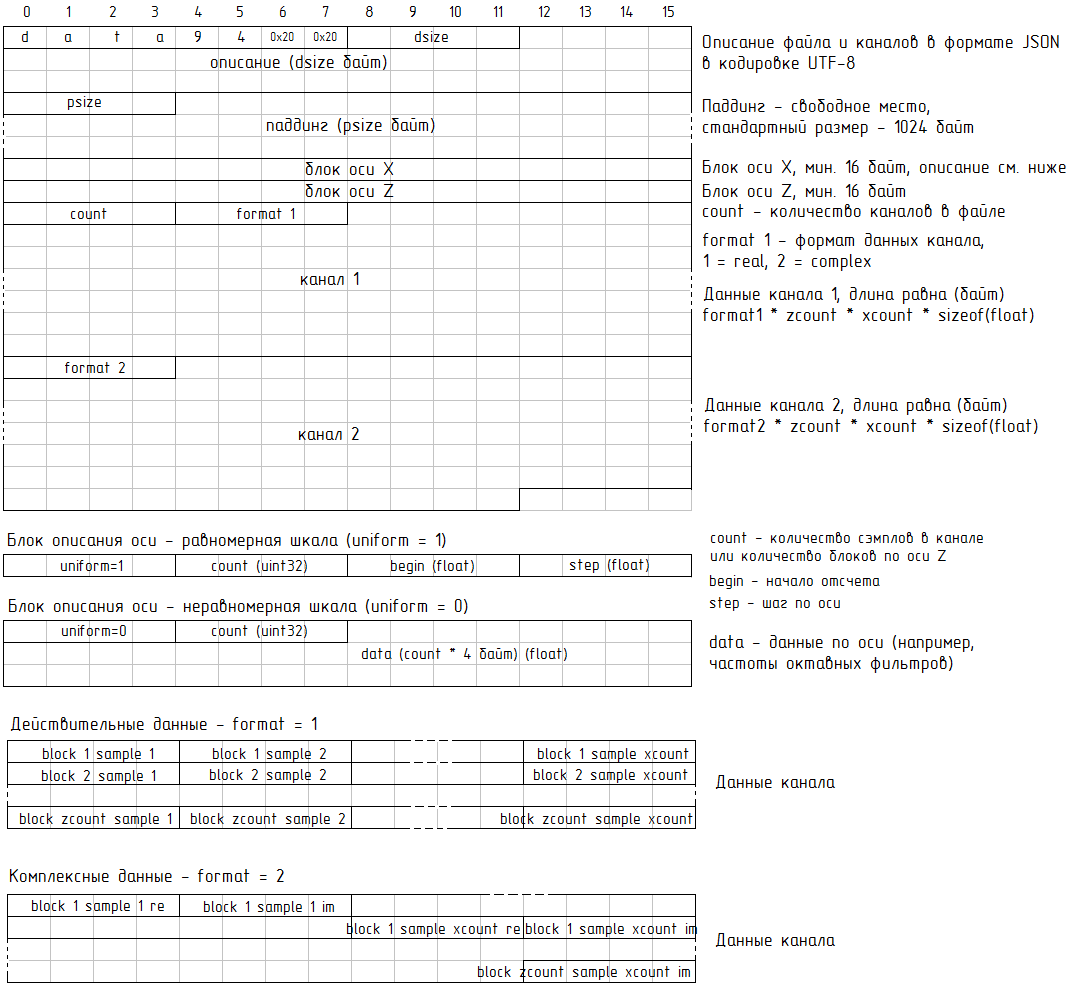 0 1 2 3 4 5 6 7 8 9 10 11 12 13 14 15
d a t a 9 4 0x20 0x20 dsize
описание (dsize байт)
Описание файла и каналов в формате JSON
в кодировке UTF-8
psize
паддинг (psize байт)
Паддинг - свободное место,
стандартный размер - 1024 байт
блок оси X
Блок оси X, мин. 16 байт, описание см. ниже
блок оси Z
Блок оси Z, мин. 16 байт
count format 1
count - количество каналов в файле
format 1 - формат данных канала,
1 = real, 2 = complex
канал 1
Данные канала 1, длина равна (байт)
format1 * zcount * xcount * sizeof(float)
format 2
канал 2
Данные канала 2, длина равна (байт)
format2 * zcount * xcount * sizeof(float)
Блок описания оси - равномерная шкала (uniform = 1)
uniform=1 count (uint32) begin (float) step (float)
count - количество сэмплов в канале
или количество блоков по оси Z
begin - начало отсчета
step - шаг по оси
Блок описания оси - неравномерная шкала (uniform = 0)
uniform=0 count (uint32)
data (count * 4 байт) (float)
data - данные по оси (например,
частоты октавных фильтров)
Действительные данные - format = 1
block 1 sample 1 block 1 sample 2 block 1 sample xcount
block 2 sample 1 block 2 sample 2 block 2 sample xcount
block zcount sample 1 block zcount sample 2 block zcount sample xcount
Данные канала
Комплексные данные - format = 2
block 1 sample 1 re block 1 sample 1 im
block 1 sample xcount re block 1 sample xcount im
block zcount sample xcount im
Данные канала